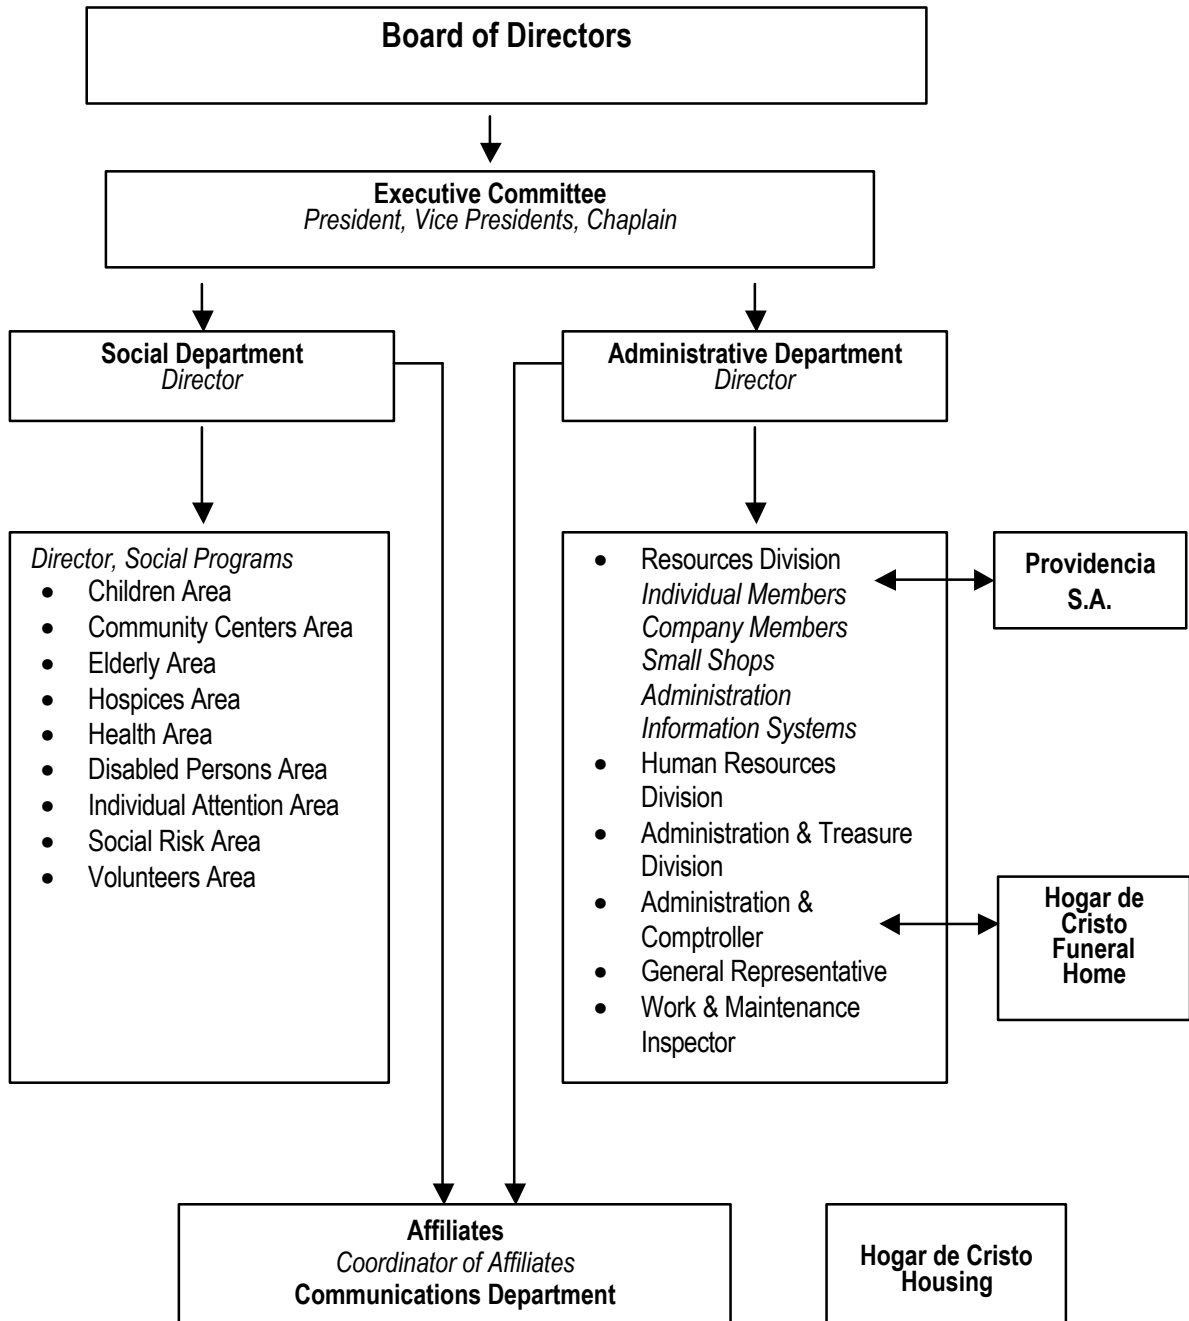 Board of Directors
Executive Committee
President, Vice Presidents, Chaplain
Social Department
Director
Administrative Department
Director
Director, Social Programs
• Children Area
• Community Centers Area
• Elderly Area
• Hospices Area
• Health Area
• Disabled Persons Area
• Individual Attention Area
• Social Risk Area
• Volunteers Area
• Resources Division
Individual Members
Company Members
Small Shops
Administration
Information Systems
• Human Resources
Division
• Administration & Treasure
Division
• Administration &
Comptroller
• General Representative
• Work & Maintenance
Inspector
Providencia
S.A.
Hogar de
Cristo
Funeral
Home
Affiliates
Coordinator of Affiliates
Communications Department
Hogar de Cristo
Housing